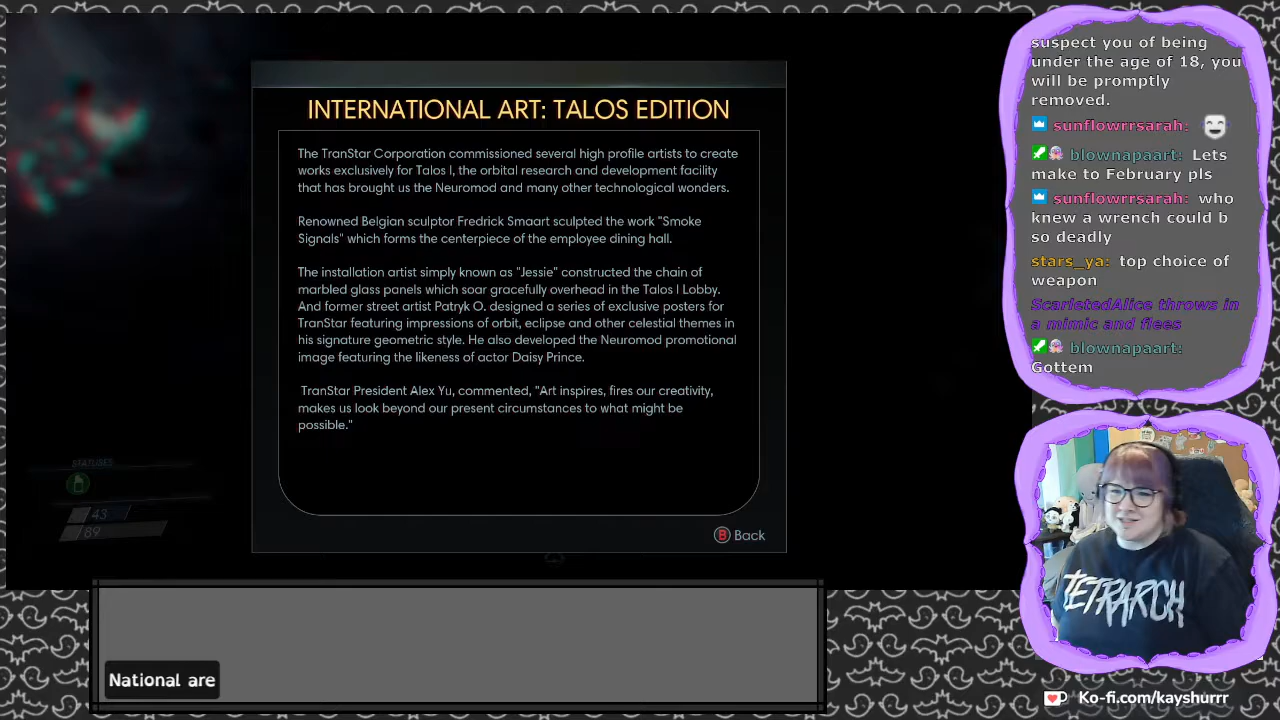 INTERNATIONAL ART: TALOS EDITION
The TranStar Corporation commissioned several high profile artists to create
works exclusively for Talos I, the orbital research and development facility
that has brought us the Neuromod and many other technological wonders.
Renowned Belgian sculptor Fredrick Smaart sculpted the work "Smoke
Signals" which forms the centerpiece of the employee dining hall.
The installation artist simply known as "Jessie" constructed the chain of
marbled glass panels which soar gracefully overhead in the Talos I Lobby.
And former street artist Patryk O. designed a series of exclusive posters for
TranStar featuring impressions of orbit, eclipse and other celestial themes in
his signature geometric style. He also developed the Neuromod promotional
image featuring the likeness of actor Daisy Prince.
TranStar President Alex Yu, commented, "Art inspires, fires our creativity,
makes us look beyond our present circumstances to what might be
possible."
B Back
STATUSES
43
89
National are
suspect you of being
under the age of 18, you
will be promptly
removed.
sunflowrrsarah:
blownapaart: Lets
make to February pls
sunflowrrsarah: who
knew a wrench could b
so deadly
stars_ya: top choice of
weapon
ScarletedAlice throws in
a mimic and flees
blownapaart:
Gottem
TETRARCH
Ko-fi.com/kayshurrr